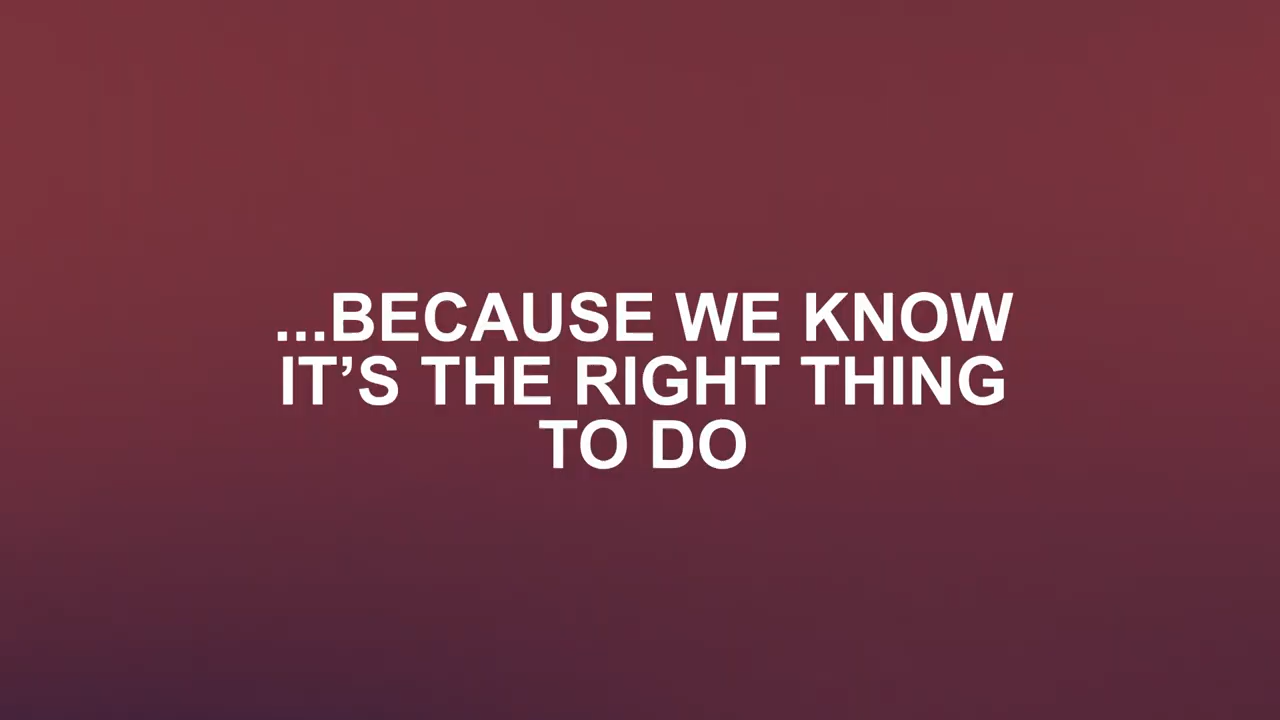 ...BECAUSE WE KNOW
IT’S THE RIGHT THING
TO DO